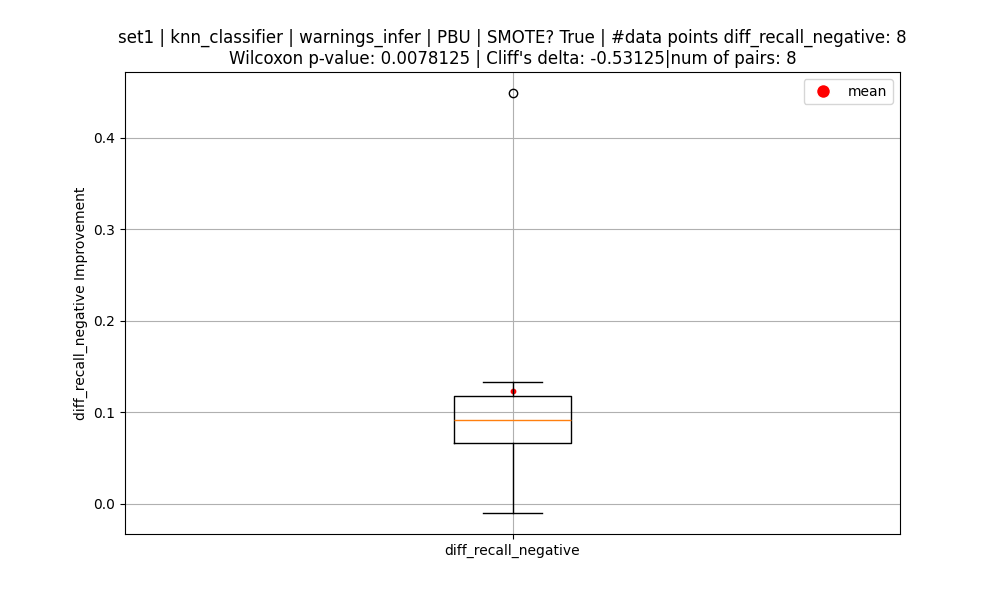 set1 | knn_classifier | warnings_infer | PBU | SMOTE? True | #data points diff_recall_negative: 8
Wilcoxon p-value: 0.0078125 | Cliff's delta: -0.53125|num of pairs: 8
mean
0.4
0.3
0.2
0.1
0.0
diff_recall_negative Improvement
diff_recall_negative